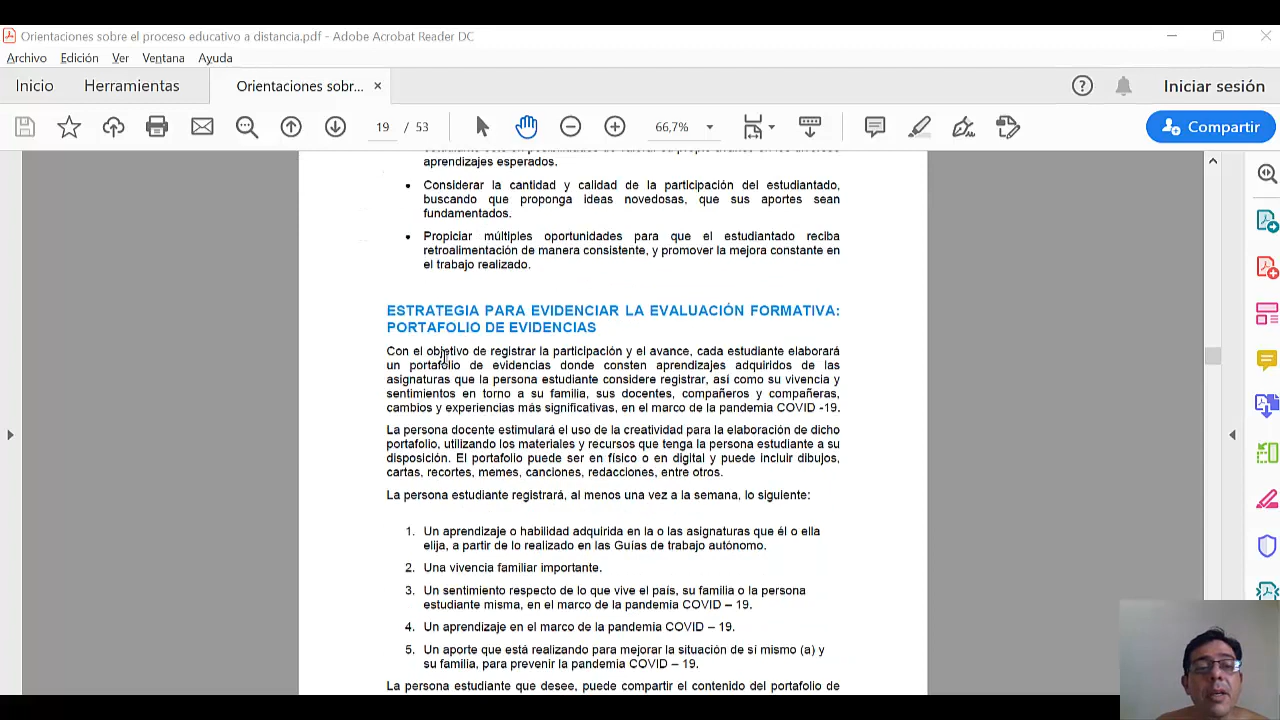 Orientaciones sobre el proceso educativo a distancia.pdf - Adobe Acrobat Reader DC
Archivo Edición Ver Ventana Ayuda
Inicio Herramientas Orientaciones sobr... × Iniciar sesión
19 / 53 66,7% Compartir
aprendizajes esperados.
• Considerar la cantidad y calidad de la participación del estudiantado,
buscando que proponga ideas novedosas, que sus aportes sean
fundamentados.
• Propiciar múltiples oportunidades para que el estudiantado reciba
retroalimentación de manera consistente, y promover la mejora constante en
el trabajo realizado.
ESTRATEGIA PARA EVIDENCIAR LA EVALUACIÓN FORMATIVA:
PORTAFOLIO DE EVIDENCIAS
Con el objetivo de registrar la participación y el avance, cada estudiante elaborará
un portafolio de evidencias donde consten aprendizajes adquiridos de las
asignaturas que la persona estudiante considere registrar, así como su vivencia y
sentimientos en torno a su familia, sus docentes, compañeros y compañeras,
cambios y experiencias más significativas, en el marco de la pandemia COVID -19.
La persona docente estimulará el uso de la creatividad para la elaboración de dicho
portafolio, utilizando los materiales y recursos que tenga la persona estudiante a su
disposición. El portafolio puede ser en físico o en digital y puede incluir dibujos,
cartas, recortes, memes, canciones, redacciones, entre otros.
La persona estudiante registrará, al menos una vez a la semana, lo siguiente:
1. Un aprendizaje o habilidad adquirida en la o las asignaturas que él o ella
elija, a partir de lo realizado en las Guías de trabajo autónomo.
2. Una vivencia familiar importante.
3. Un sentimiento respecto de lo que vive el país, su familia o la persona
estudiante misma, en el marco de la pandemia COVID – 19.
4. Un aprendizaje en el marco de la pandemia COVID – 19.
5. Un aporte que está realizando para mejorar la situación de sí mismo (a) y
su familia, para prevenir la pandemia COVID – 19.
La persona estudiante que desee, puede compartir el contenido del portafolio de